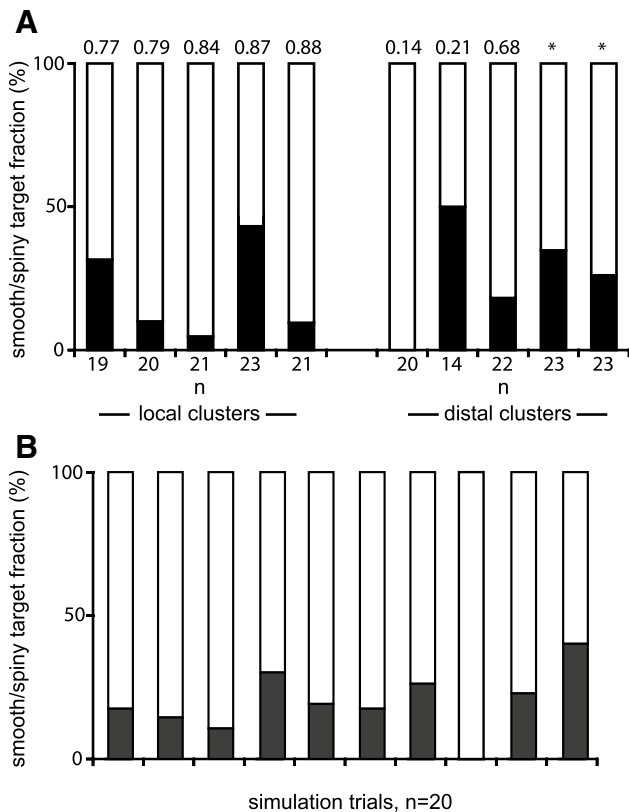 A
0.77 0.79 0.84 0.87 0.88 0.14 0.21 0.68 * *
smooth/spiny target fraction (%)
100
50
0
19 20 21 23 21 20 14 22 23 23
n n
local clusters distal clusters
B
smooth/spiny target fraction (%)
100
50
0
simulation trials, n=20